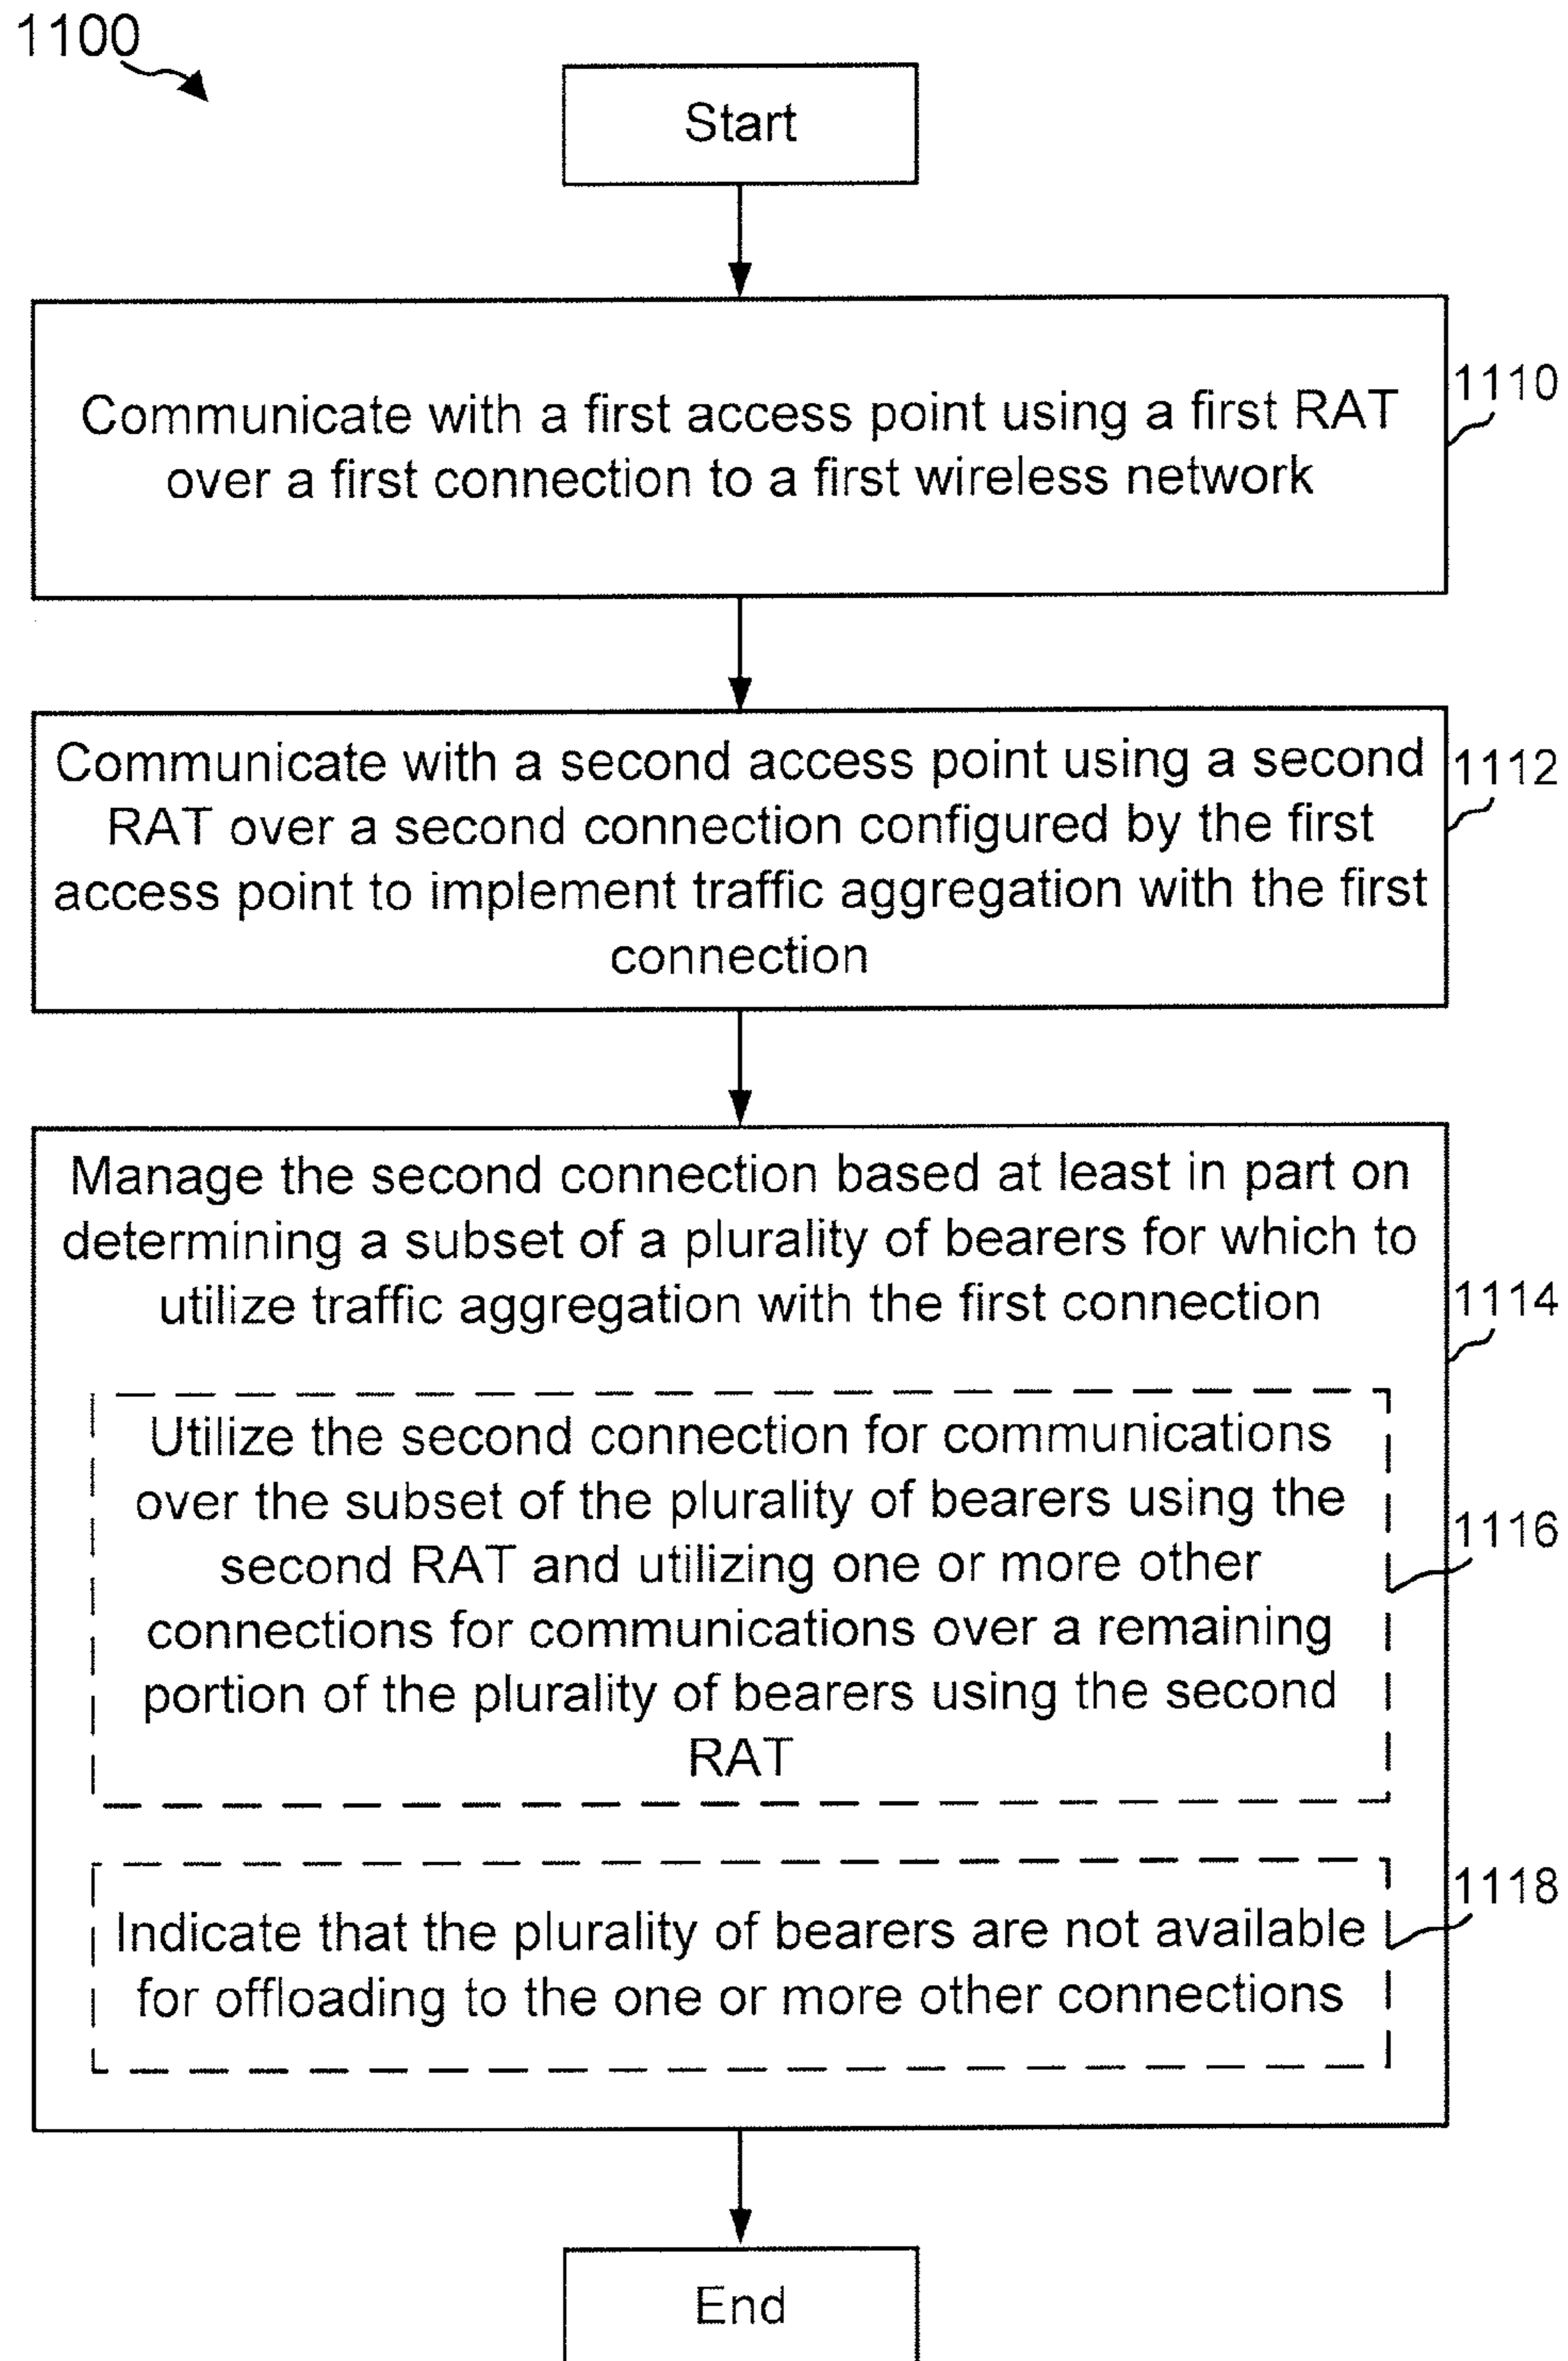 1100
Start
Communicate with a first access point using a first RAT
over a first connection to a first wireless network
1110
Communicate with a second access point using a second
RAT over a second connection configured by the first
access point to implement traffic aggregation with the first
connection
1112
Manage the second connection based at least in part on
determining a subset of a plurality of bearers for which to
utilize traffic aggregation with the first connection
1114
Utilize the second connection for communications
over the subset of the plurality of bearers using the
second RAT and utilizing one or more other
connections for communications over a remaining
portion of the plurality of bearers using the second
RAT
1116
Indicate that the plurality of bearers are not available
for offloading to the one or more other connections
1118
End